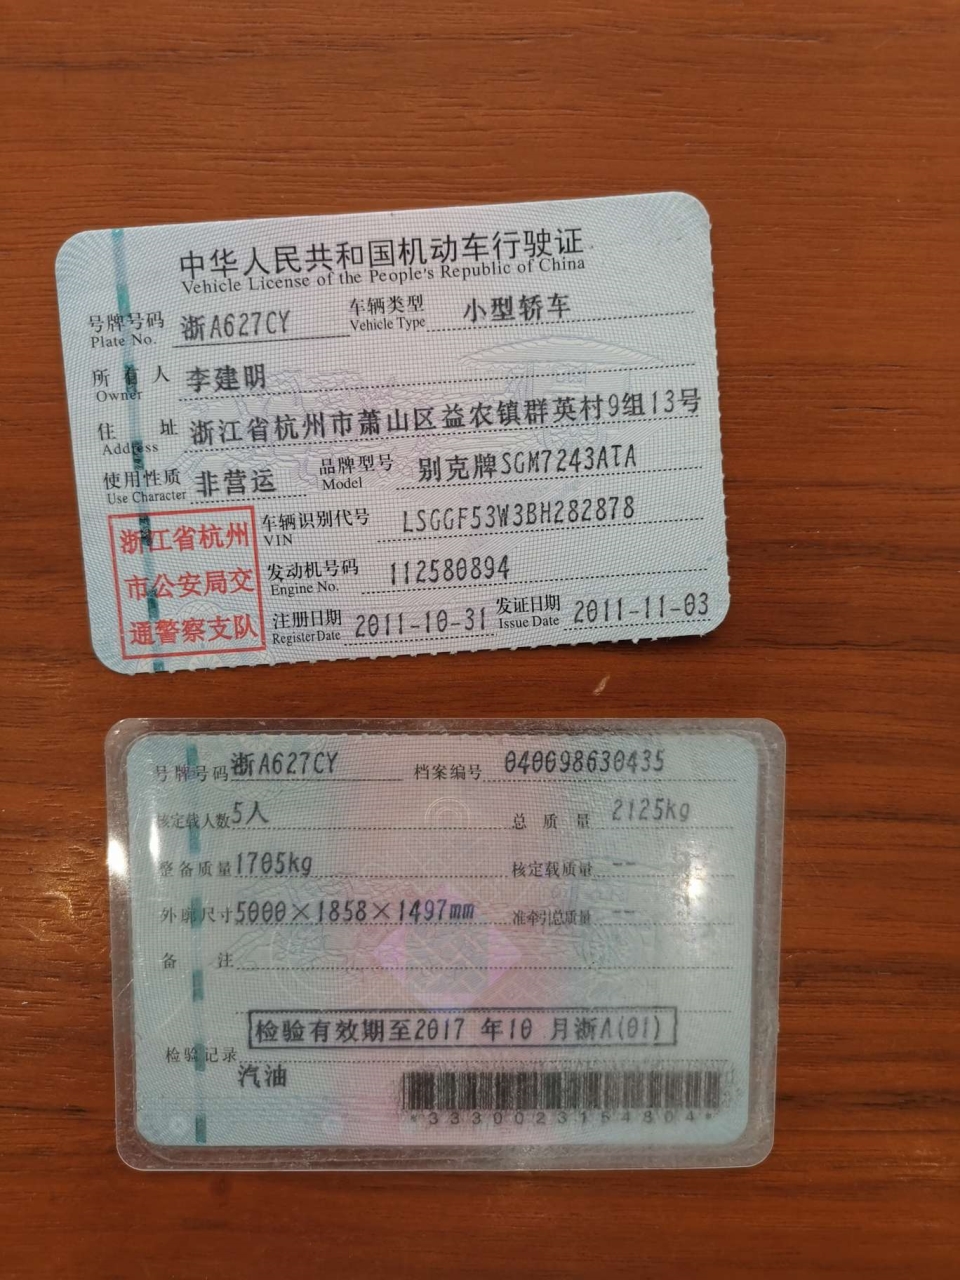 中华人民共和国机动车行驶证
Vehicle License of the People's Republic of China
号牌号码 浙A627CY 车辆类型 小型轿车
Plate No. Vehicle Type
所有人 李建明
Owner
住址 浙江省杭州市萧山区益农镇群英村9组13号
Address
使用性质 非营运 品牌型号 别克牌SGM7243ATA
Use Character Model
浙江省杭州
市公安局交
通警察支队
车辆识别代号 LSGGF53W3BH282878
VIN
发动机号码 112580894
Engine No.
注册日期 2011-10-31 发证日期 2011-11-03
Register Date Issue Date
号牌号码 浙A627CY 档案编号 040698630435
核定载人数 5人 总质量 2125kg
整备质量 1705kg 核定载质量 --
外廓尺寸 5000×1858×1497mm 准牵引总质量 --
备注
检验有效期至2017 年10 月浙A(01)
检验记录
汽油
*3330023154804*